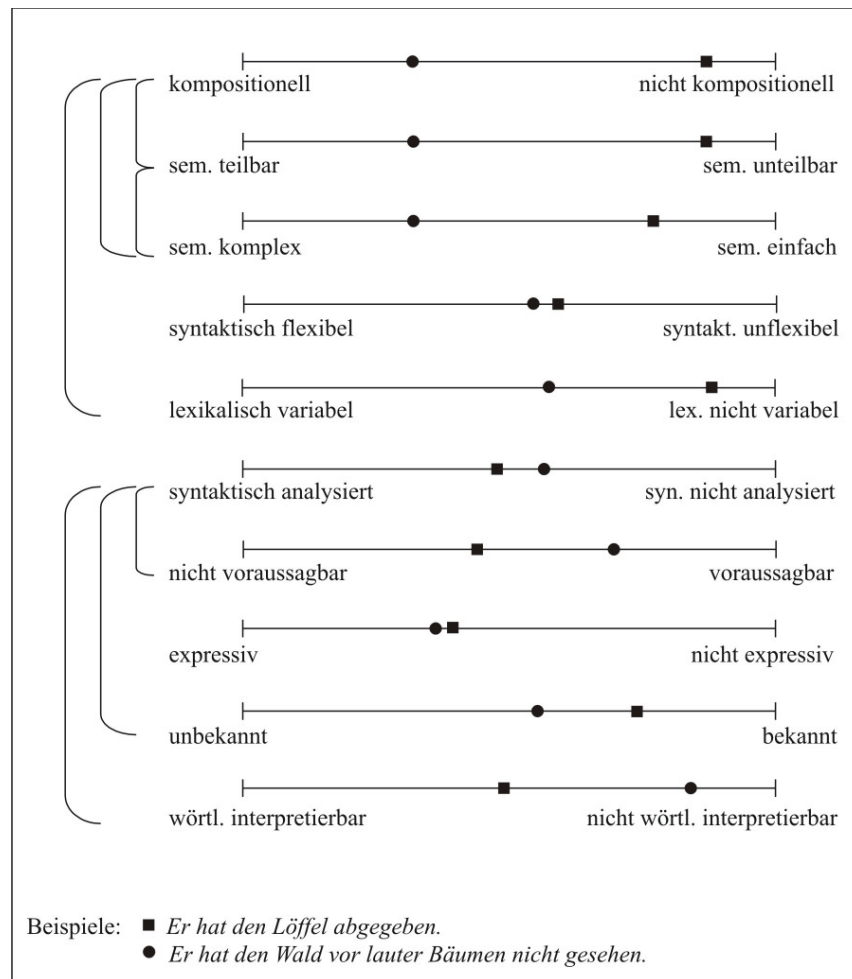 kompositionell nicht kompositionell
sem. teilbar sem. unteilbar
sem. komplex sem. einfach
syntaktisch flexibel syntakt. unflexibel
lexikalisch variabel lex. nicht variabel
syntaktisch analysiert syn. nicht analysiert
nicht voraussagbar voraussagbar
expressiv nicht expressiv
unbekannt bekannt
wörtl. interpretierbar nicht wörtl. interpretierbar
Beispiele: ■ Er hat den Löffel abgegeben.
● Er hat den Wald vor lauter Bäumen nicht gesehen.